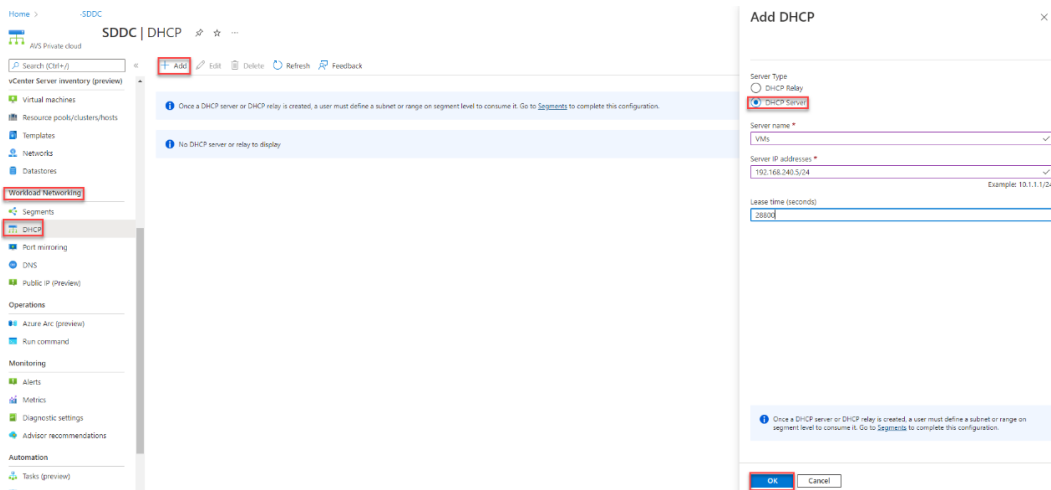 Home >
-SDDC
SDDC | DHCP
AVS Private cloud
Search (Ctrl+/)
vCenter Server inventory (preview)
Virtual machines
Resource pools/clusters/hosts
Templates
Networks
Datastores
Workload Networking
Segments
DHCP
Port mirroring
DNS
Public IP (Preview)
Operations
Azure Arc (preview)
Run command
Monitoring
Alerts
Metrics
Diagnostic settings
Advisor recommendations
Automation
Tasks (preview)
Add Edit Delete Refresh Feedback
Once a DHCP server or DHCP relay is created, a user must define a subnet or range on segment level to consume it. Go to Segments to complete this configuration.
No DHCP server or relay to display
Add DHCP
Server Type
DHCP Relay
DHCP Server
Server name *
VMs
Server IP addresses *
192.168.240.5/24
Example: 10.1.1.1/24
Lease time (seconds)
28800
Once a DHCP server or DHCP relay is created, a user must define a subnet or range on
segment level to consume it. Go to Segments to complete this configuration.
OK Cancel